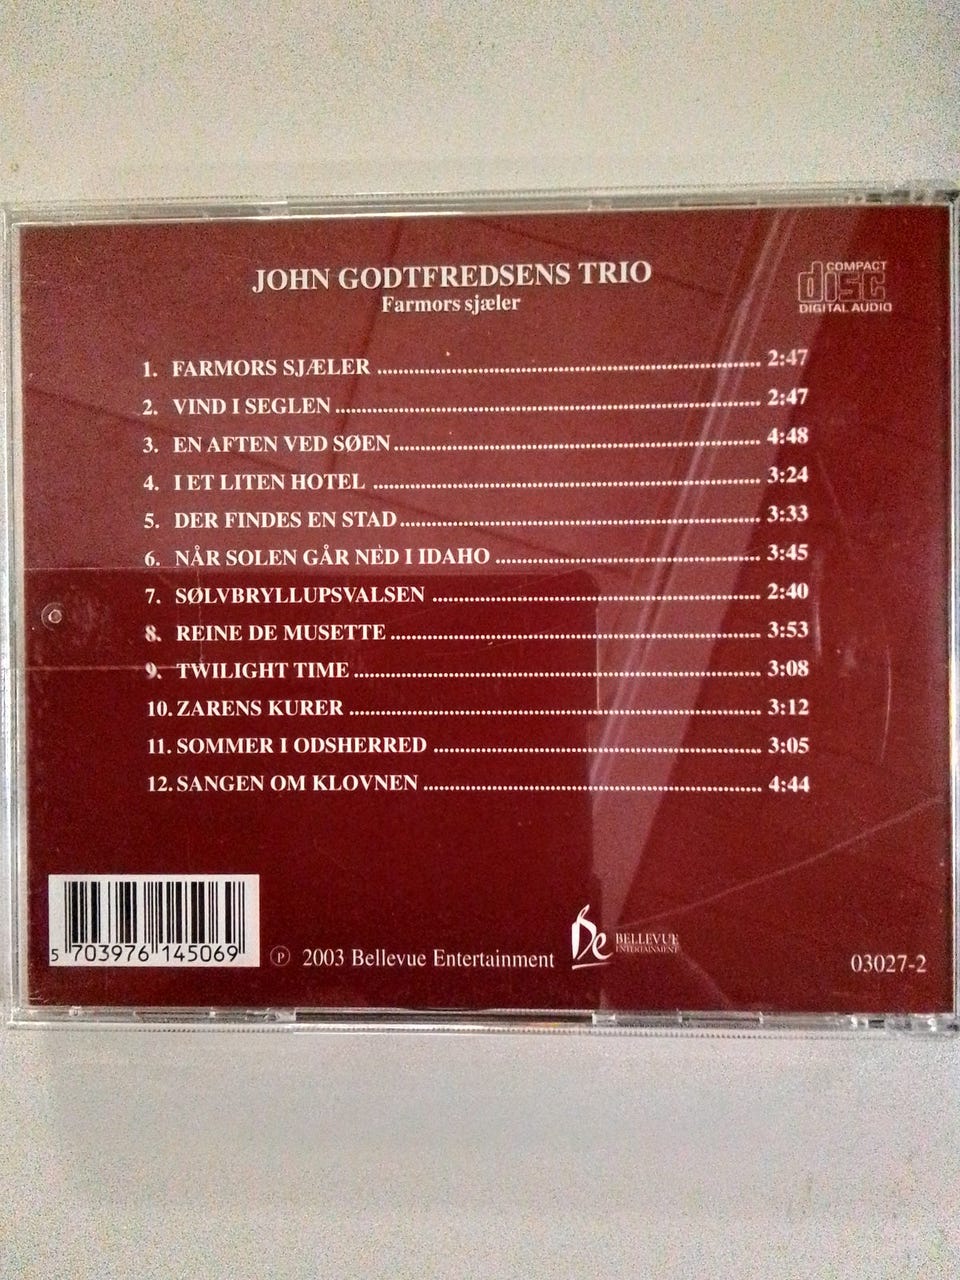 JOHN GODTFREDSENS TRIO
Farmors sjæler
COMPACT
disc
DIGITAL AUDIO
1. FARMORS SJÆLER 2:47
2. VIND I SEGLEN 2:47
3. EN AFTEN VED SØEN 4:48
4. I ET LITEN HOTEL 3:24
5. DER FINDES EN STAD 3:33
6. NÅR SOLEN GÅR NED I IDAHO 3:45
7. SØLVBRYLLUPSVALSEN 2:40
8. REINE DE MUSETTE 3:53
9. TWILIGHT TIME 3:08
10. ZARENS KURER 3:12
11. SOMMER I ODSHERRED 3:05
12. SANGEN OM KLOVNEN 4:44
5 703976 145069
℗ 2003 Bellevue Entertainment
Be BELLEVUE
ENTERTAINMENT
03027-2